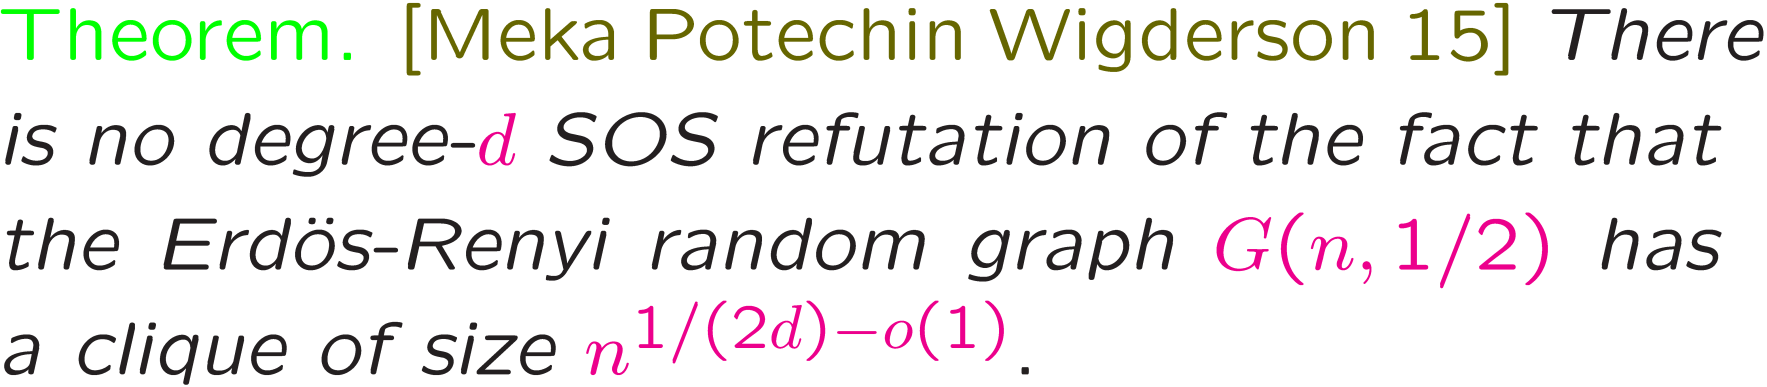 Theorem. [Meka Potechin Wigderson 15] There
is no degree-d SOS refutation of the fact that
the Erdös-Renyi random graph G(n, 1/2) has
a clique of size n^{1/(2d)−o(1)}.